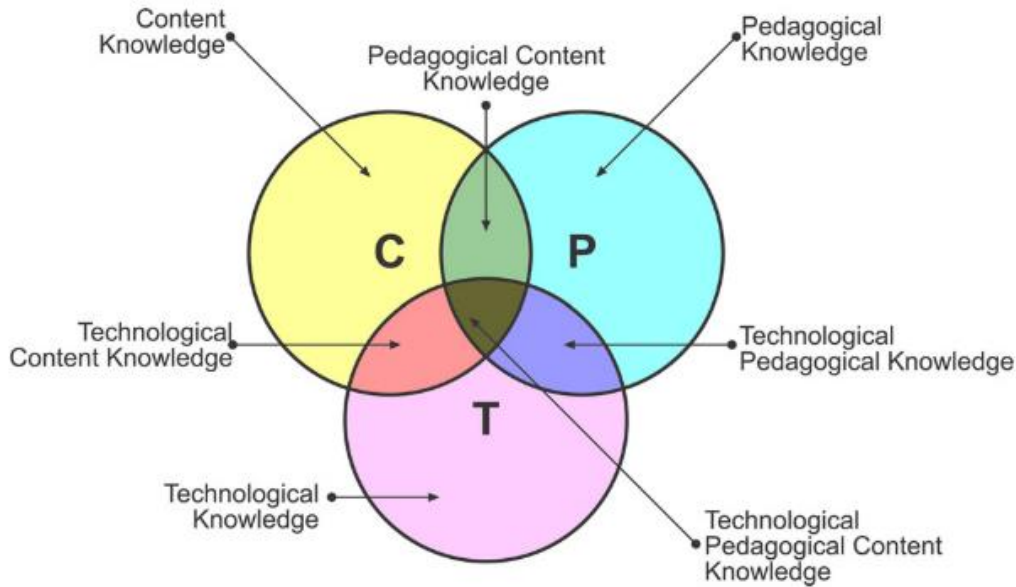 Content
Knowledge
Pedagogical Content
Knowledge
Pedagogical
Knowledge
C
P
Technological
Content Knowledge
Technological
Pedagogical Knowledge
T
Technological
Knowledge
Technological
Pedagogical Content
Knowledge